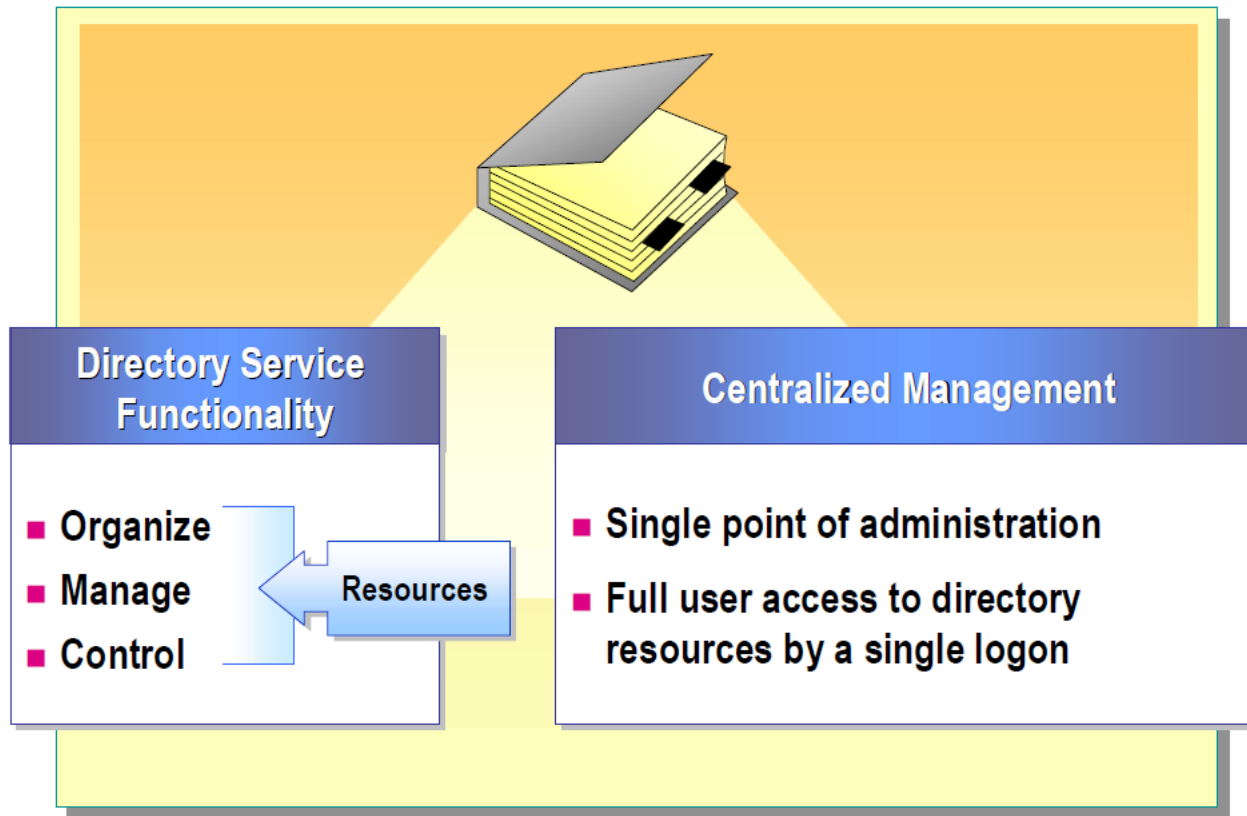 Directory Service
Functionality
Organize
Manage
Control
Resources
Centralized Management
Single point of administration
Full user access to directory
resources by a single logon